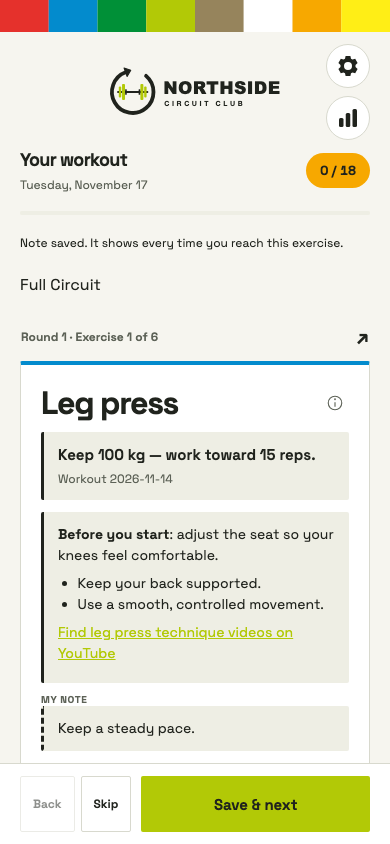 NORTHSIDE
CIRCUIT CLUB
Your workout
Tuesday, November 17
0 / 18
Note saved. It shows every time you reach this exercise.
Full Circuit
Round 1 · Exercise 1 of 6
Leg press
Keep 100 kg — work toward 15 reps.
Workout 2026-11-14
Before you start: adjust the seat so your
knees feel comfortable.
• Keep your back supported.
• Use a smooth, controlled movement.
Find leg press technique videos on
YouTube
MY NOTE
Keep a steady pace.
Back
Skip
Save & next